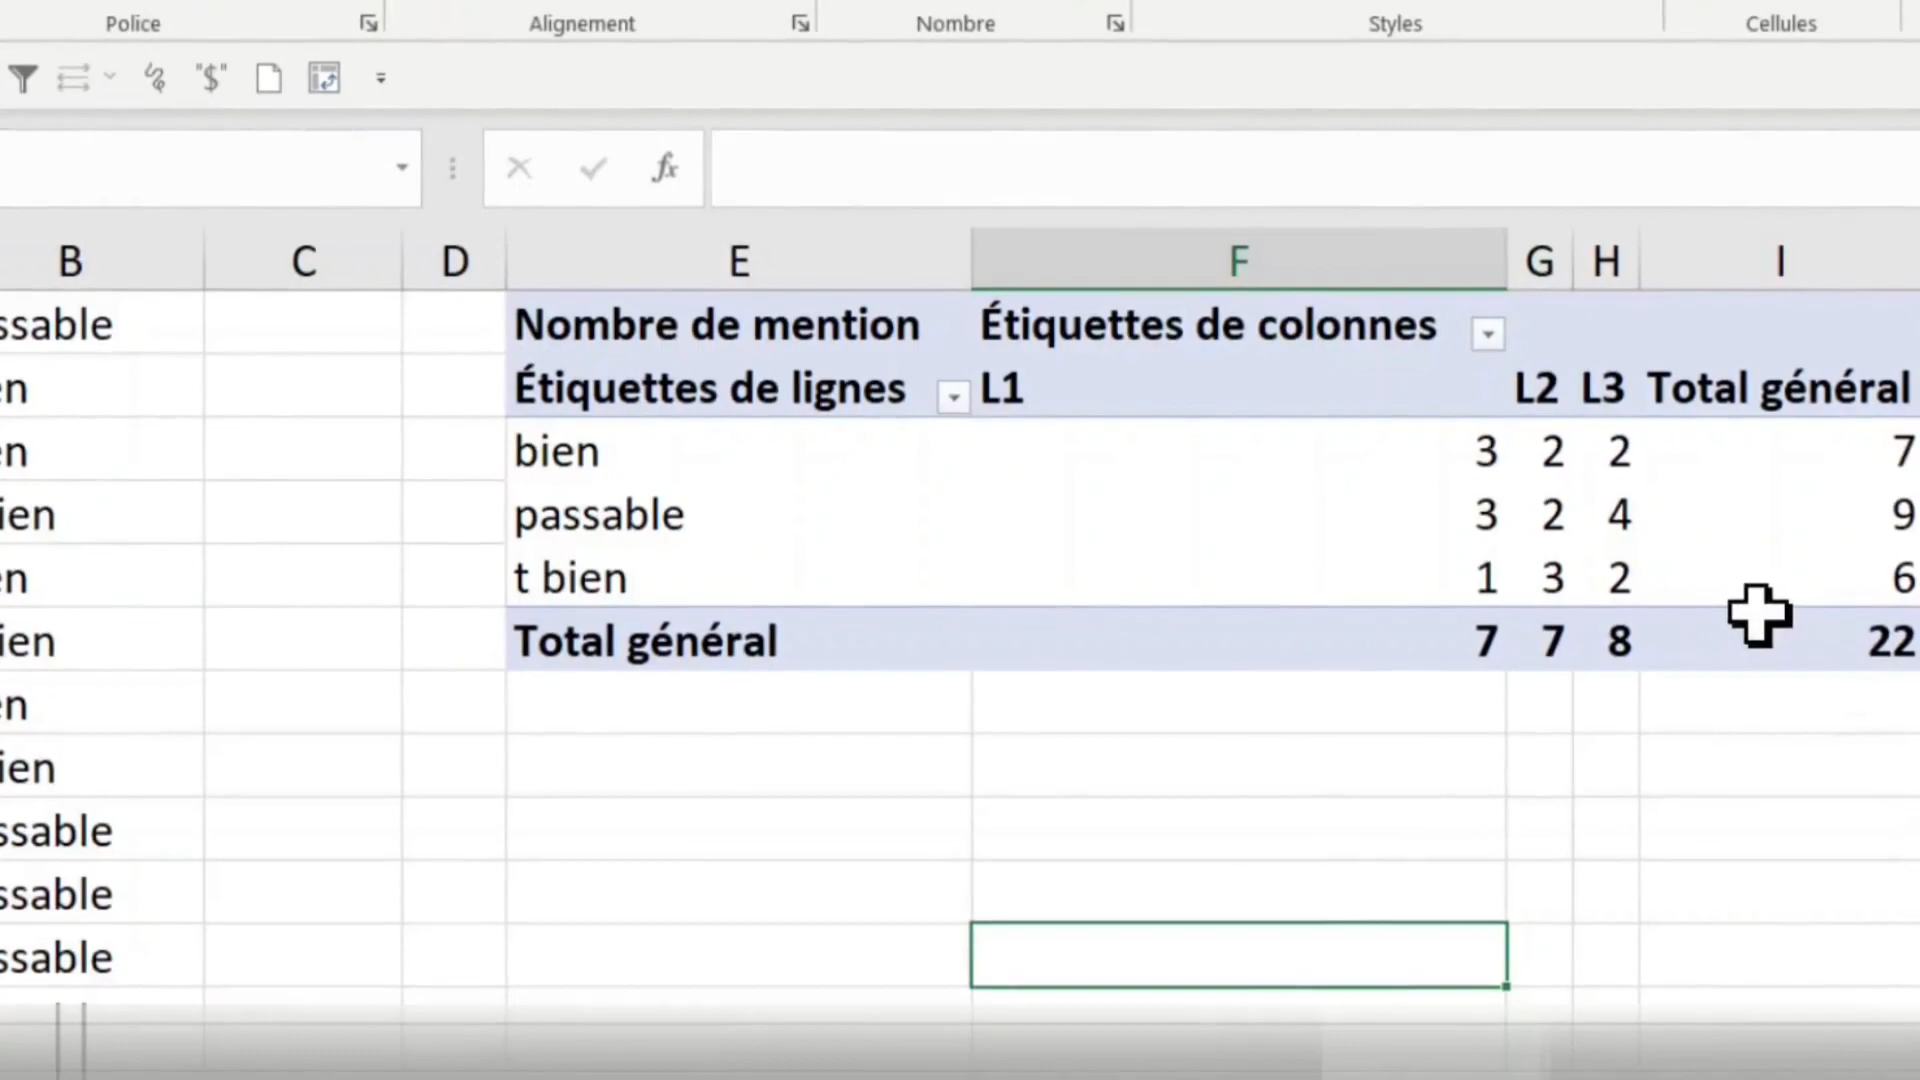 Police Alignement Nombre Styles Cellules
"$"
fx
B C D E F G H I
ssable Nombre de mention Étiquettes de colonnes
en Étiquettes de lignes L1 L2 L3 Total général
en bien 3 2 2 7
ien passable 3 2 4 9
en t bien 1 3 2 6
ien Total général 7 7 8 22
en
ien
ssable
ssable
ssable